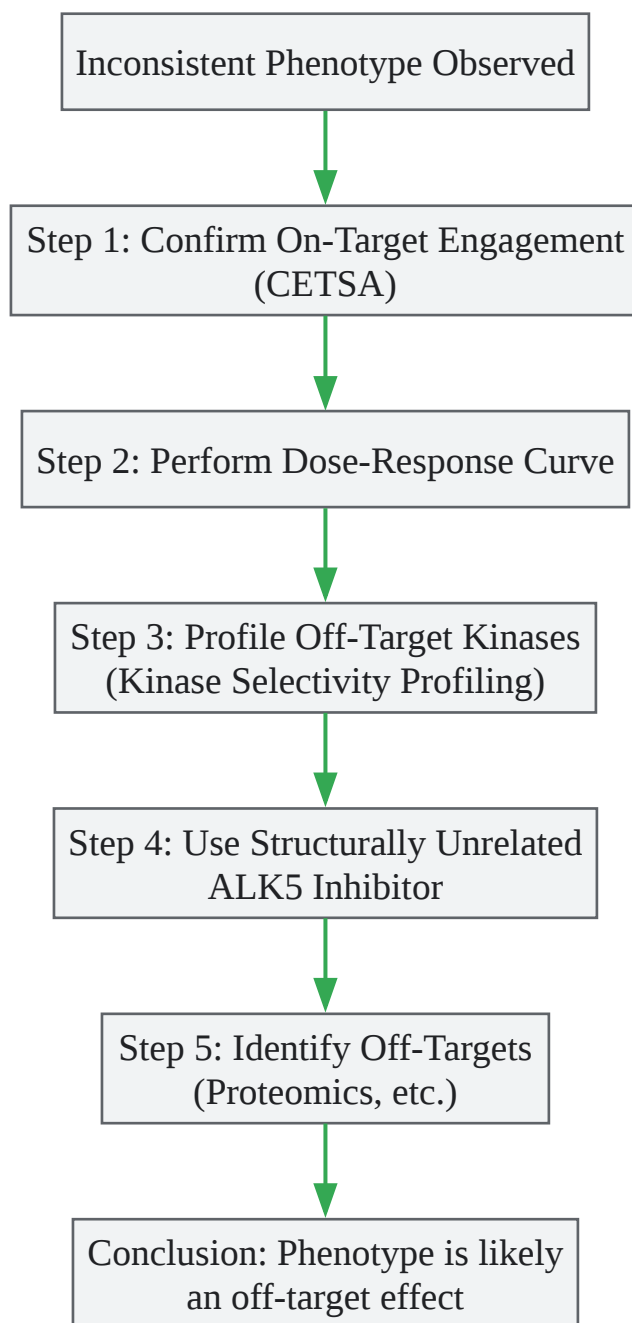 Inconsistent Phenotype Observed
Step 1: Confirm On-Target Engagement
(CETSA)
Step 2: Perform Dose-Response Curve
Step 3: Profile Off-Target Kinases
(Kinase Selectivity Profiling)
Step 4: Use Structurally Unrelated
ALK5 Inhibitor
Step 5: Identify Off-Targets
(Proteomics, etc.)
Conclusion: Phenotype is likely
an off-target effect